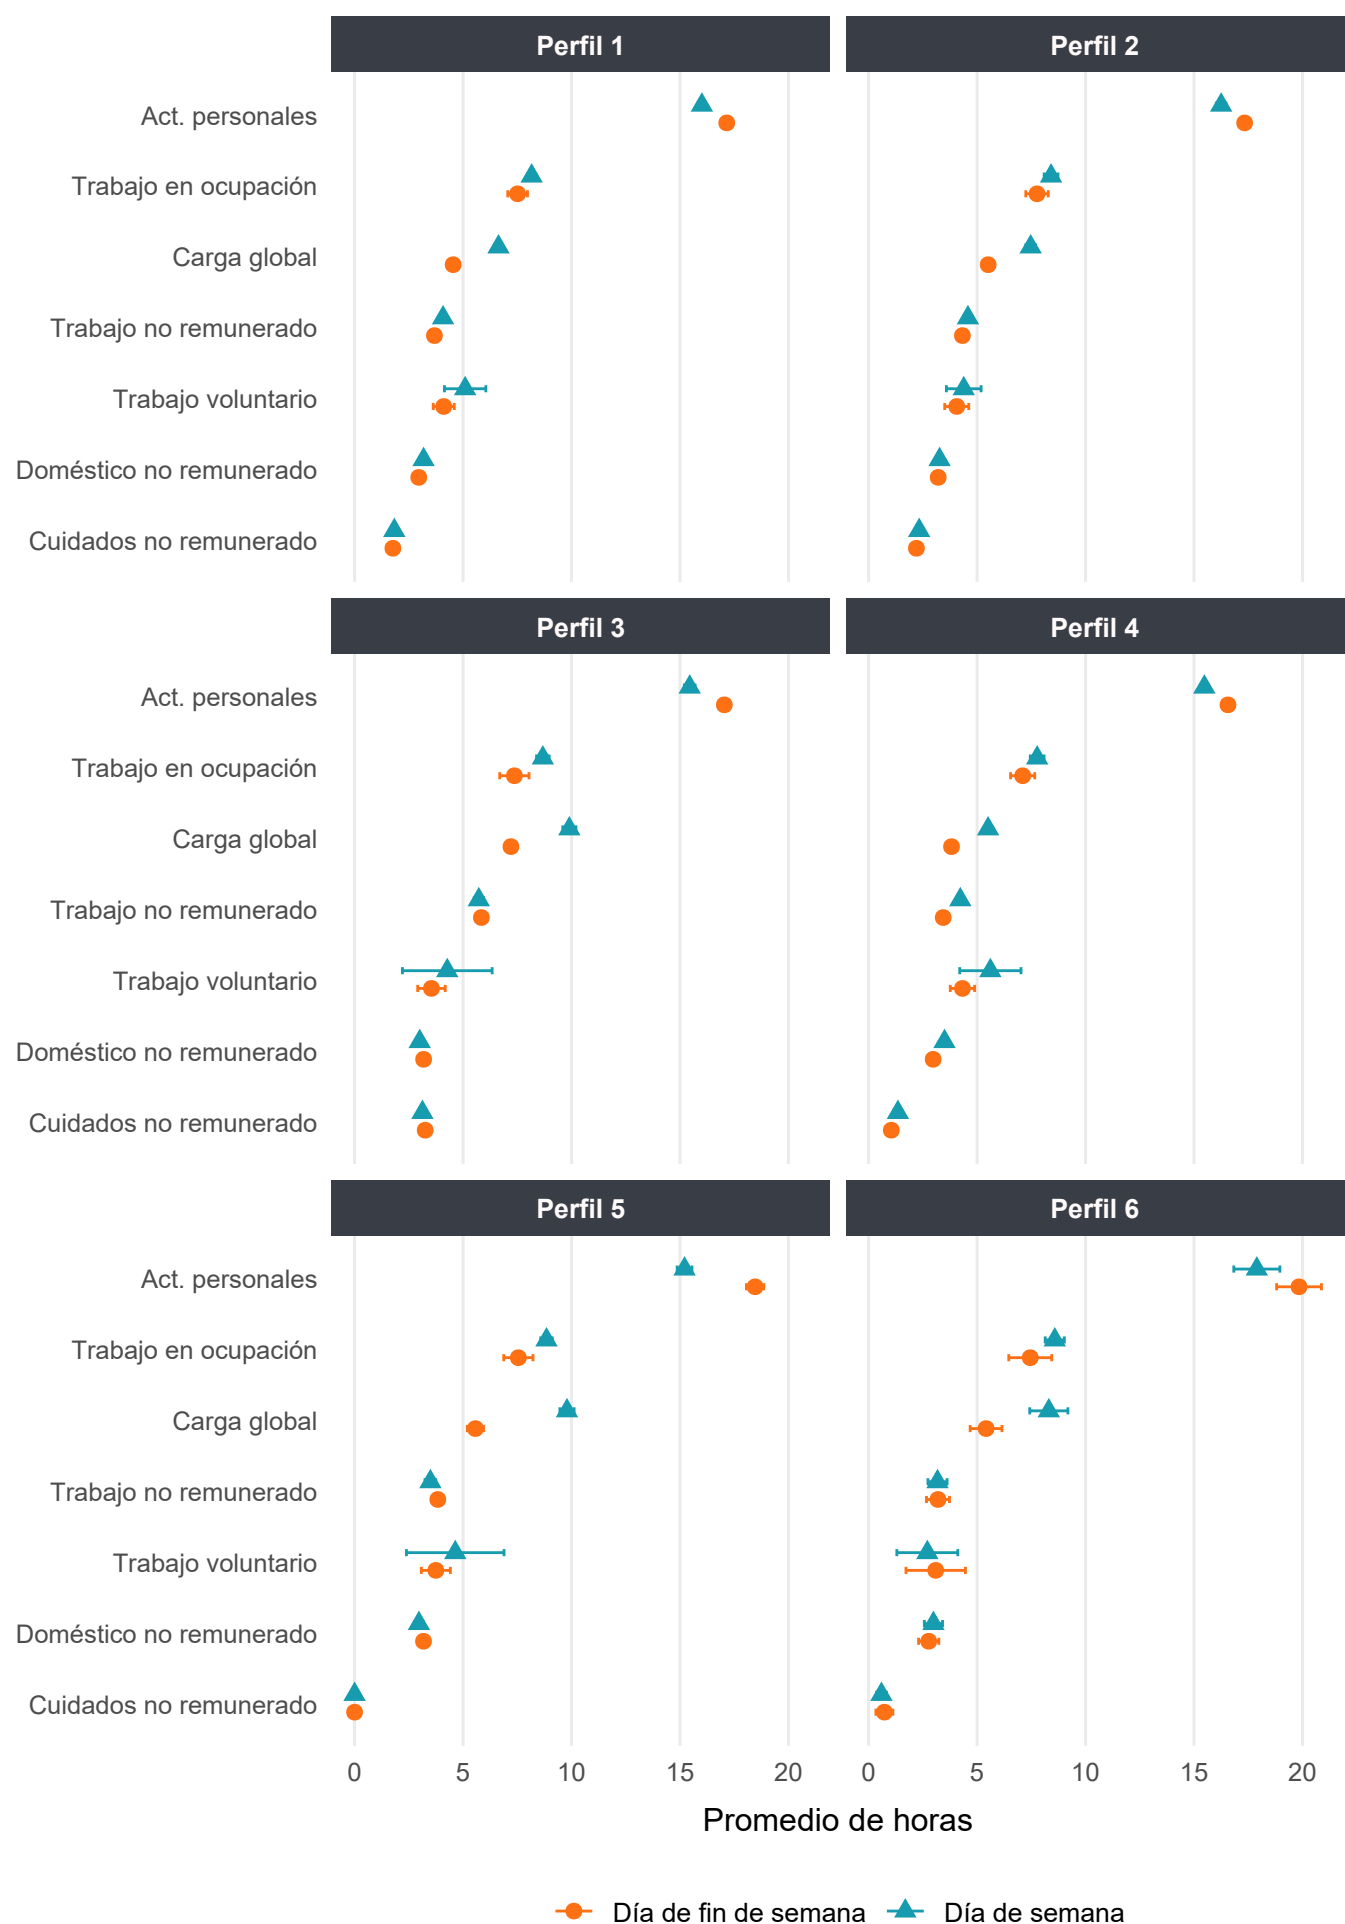 Perfil 1
Perfil 2
Act. personales
Trabajo en ocupación
Carga global
Trabajo no remunerado
Trabajo voluntario
Doméstico no remunerado
Cuidados no remunerado
Perfil 3
Perfil 4
Act. personales
Trabajo en ocupación
Carga global
Trabajo no remunerado
Trabajo voluntario
Doméstico no remunerado
Cuidados no remunerado
Perfil 5
Perfil 6
Act. personales
Trabajo en ocupación
Carga global
Trabajo no remunerado
Trabajo voluntario
Doméstico no remunerado
Cuidados no remunerado
0 5 10 15 20
0 5 10 15 20
Promedio de horas
Día de fin de semana
Día de semana